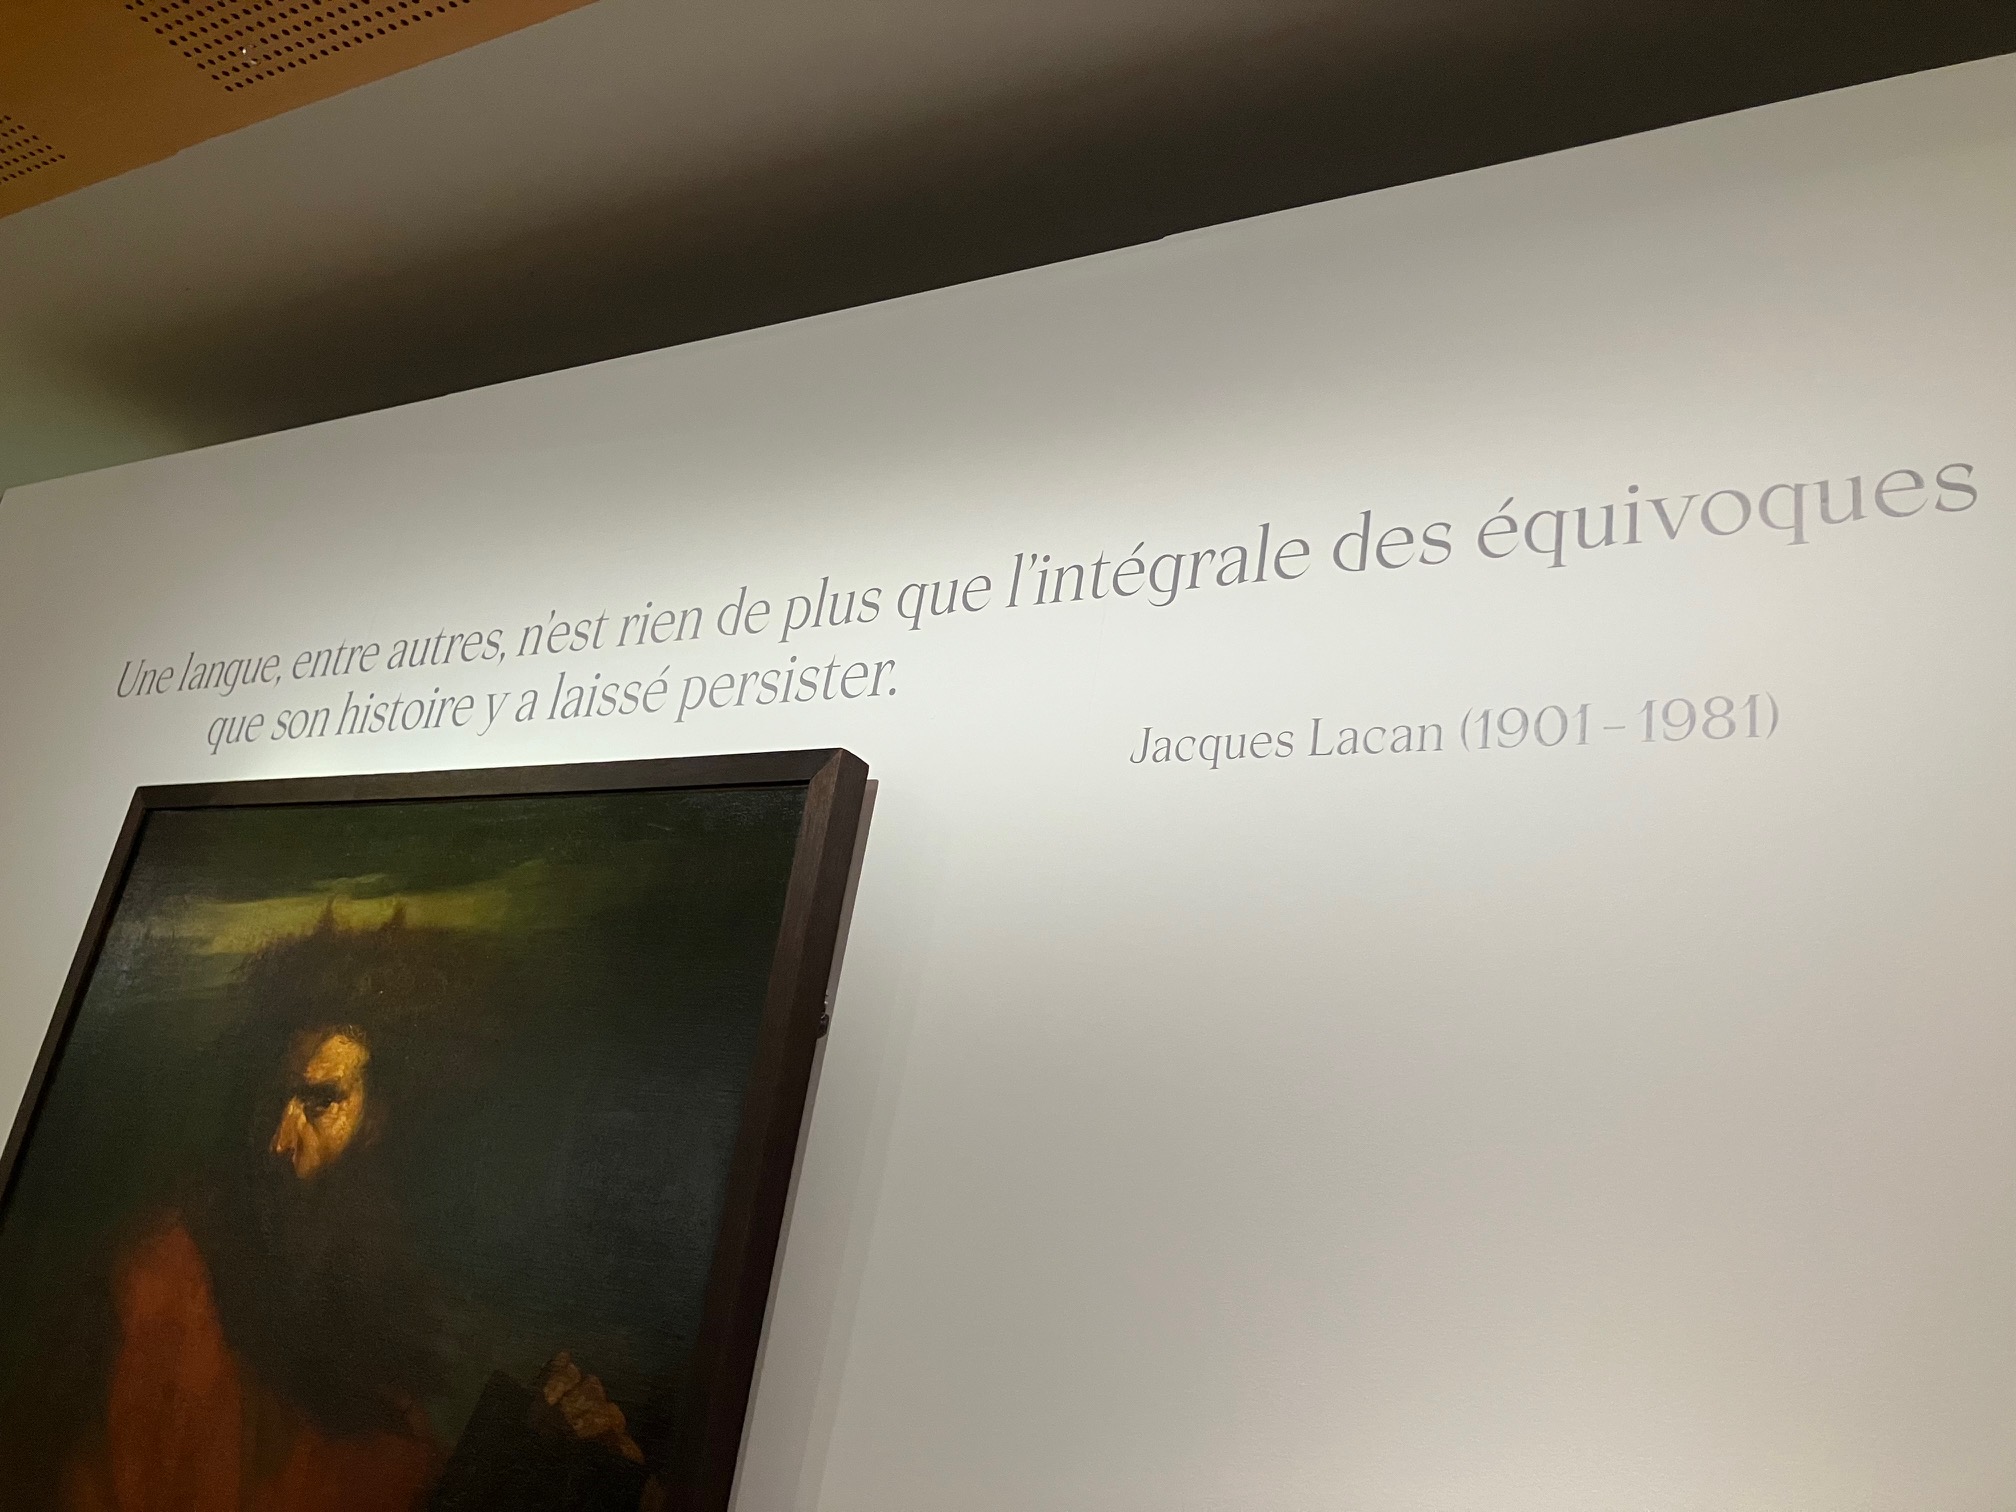 Une langue, entre autres, n'est rien de plus que l'intégrale des équivoques
que son histoire y a laissé persister.
Jacques Lacan (1901 – 1981)